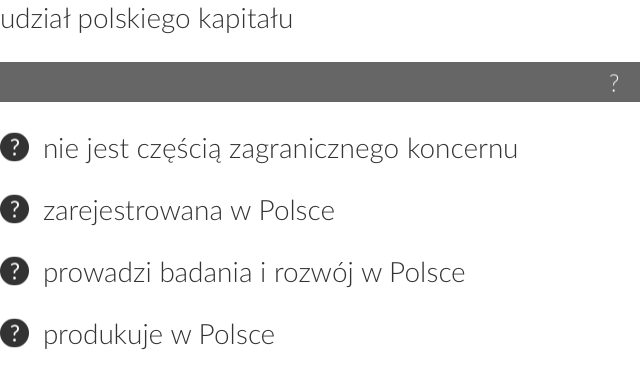 udział polskiego kapitału
?
? nie jest częścią zagranicznego koncernu
? zarejestrowana w Polsce
? prowadzi badania i rozwój w Polsce
? produkuje w Polsce